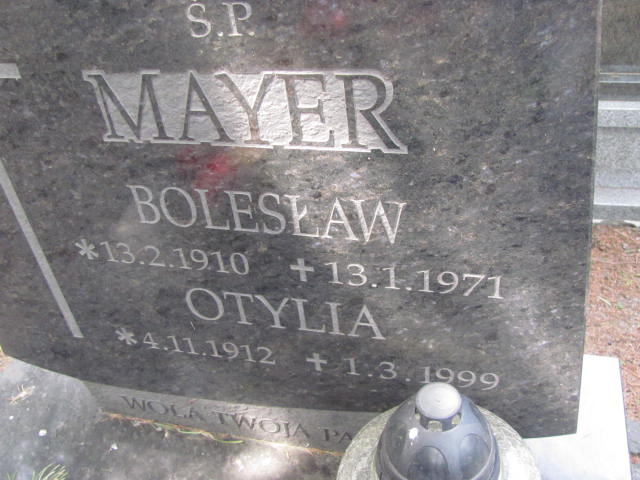 Ś.P.
MAYER
BOLESŁAW
*13.2.1910 +13.1.1971
OTYLIA
*4.11.1912 +1.3.1999
WOLA TWOJA